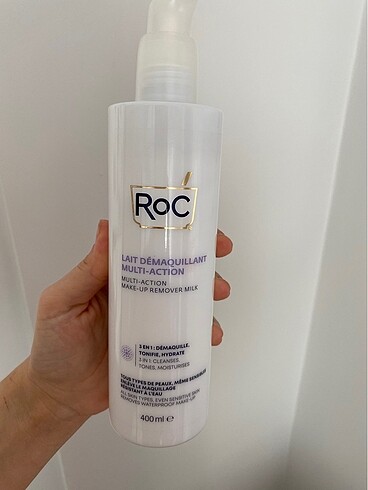 RoC
LAIT DÉMAQUILLANT
MULTI-ACTION
MULTI-ACTION
MAKE-UP REMOVER MILK
3 EN 1 : DÉMAQUILLE,
TONIFIE, HYDRATE
3 IN 1: CLEANSES,
TONES, MOISTURISES
TOUS TYPES DE PEAUX, MÊME SENSIBLES
ENLÈVE LE MAQUILLAGE
RÉSISTANT À L'EAU
ALL SKIN TYPES, EVEN SENSITIVE SKIN
REMOVES WATERPROOF MAKE-UP
400 ml ℮